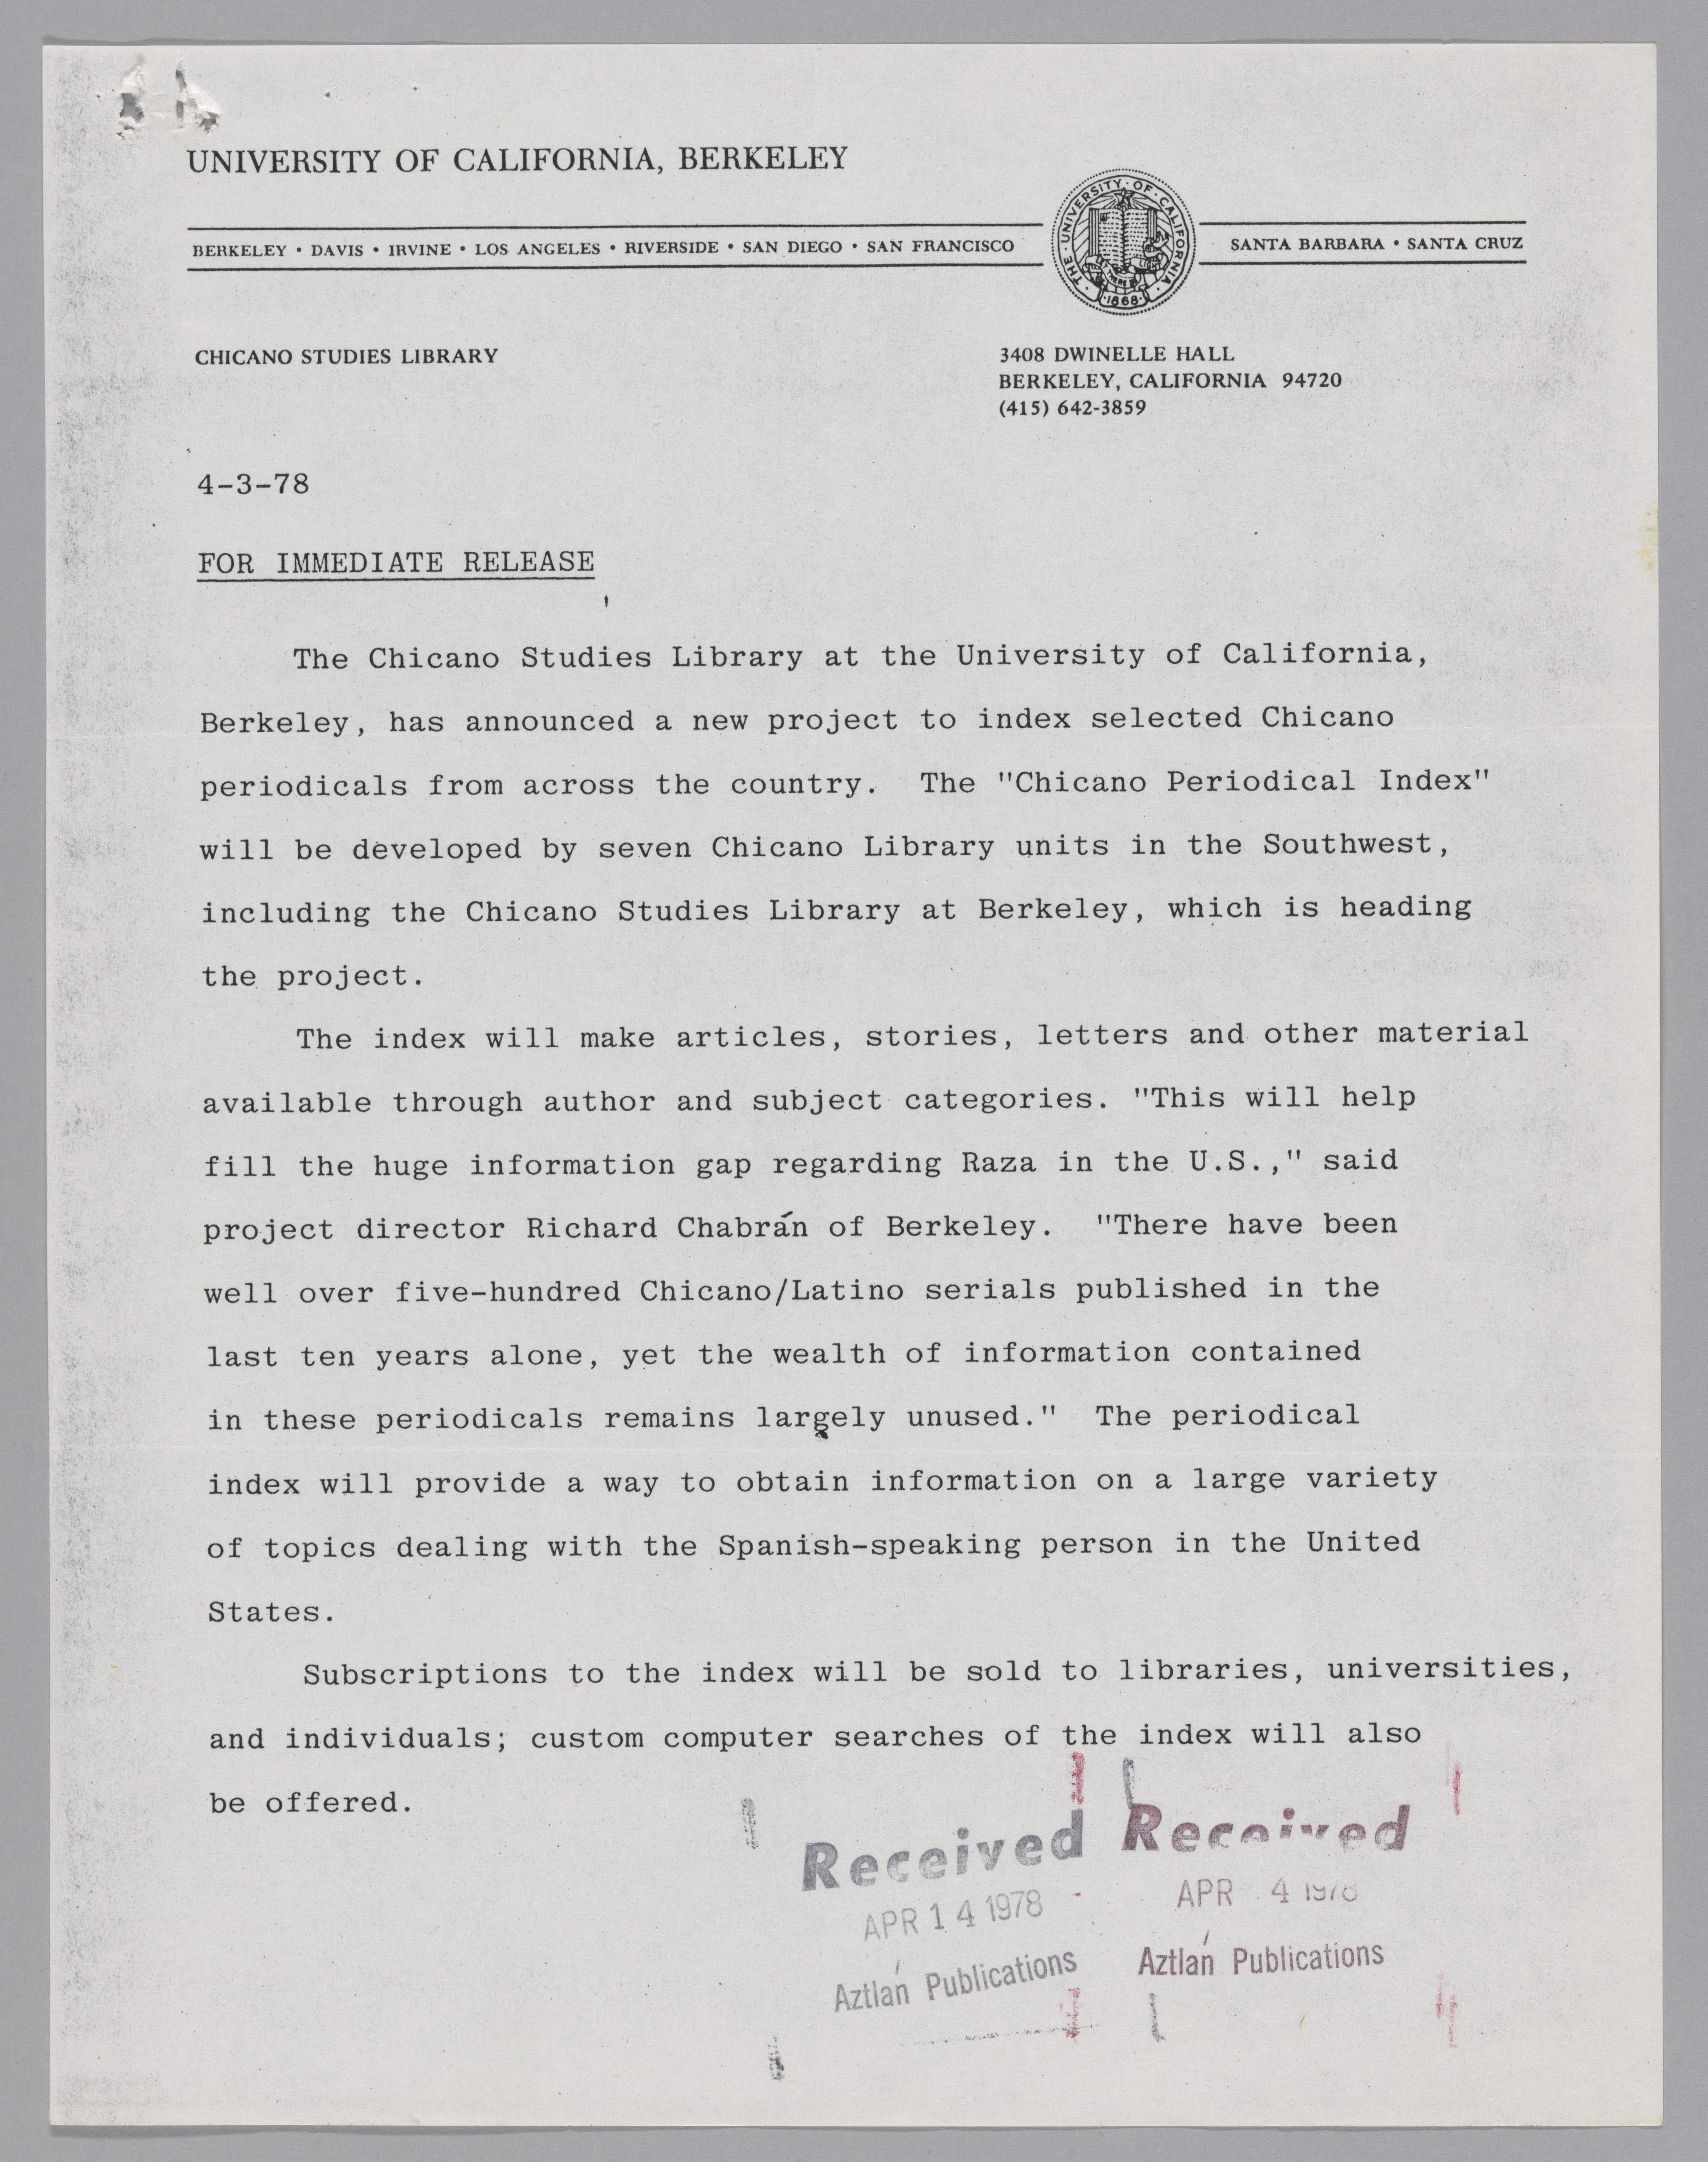 UNIVERSITY OF CALIFORNIA, BERKELEY
BERKELEY • DAVIS • IRVINE • LOS ANGELES • RIVERSIDE • SAN DIEGO • SAN FRANCISCO
SANTA BARBARA • SANTA CRUZ
THE · UNIVERSITY · OF · CALIFORNIA ·
· 1868 ·
CHICANO STUDIES LIBRARY
3408 DWINELLE HALL
BERKELEY, CALIFORNIA 94720
(415) 642-3859
4-3-78
FOR IMMEDIATE RELEASE
The Chicano Studies Library at the University of California,
Berkeley, has announced a new project to index selected Chicano
periodicals from across the country. The "Chicano Periodical Index"
will be developed by seven Chicano Library units in the Southwest,
including the Chicano Studies Library at Berkeley, which is heading
the project.
The index will make articles, stories, letters and other material
available through author and subject categories. "This will help
fill the huge information gap regarding Raza in the U.S.," said
project director Richard Chabrán of Berkeley. "There have been
well over five-hundred Chicano/Latino serials published in the
last ten years alone, yet the wealth of information contained
in these periodicals remains largely unused." The periodical
index will provide a way to obtain information on a large variety
of topics dealing with the Spanish-speaking person in the United
States.
Subscriptions to the index will be sold to libraries, universities,
and individuals; custom computer searches of the index will also
be offered.
Received
APR 14 1978
Aztlán Publications
Received
APR 4 1978
Aztlán Publications